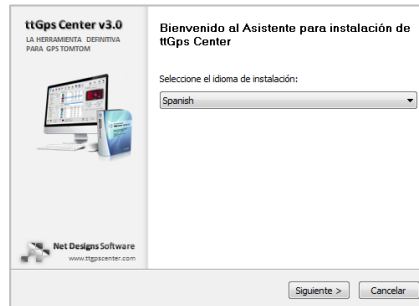 ttGps Center v3.0
LA HERRAMIENTA DEFINITIVA
PARA GPS TOMTOM
Bienvenido al Asistente para instalación de
ttGps Center
Seleccione el idioma de instalación:
Spanish
Net Designs Software
www.ttgpscenter.com
Siguiente >
Cancelar